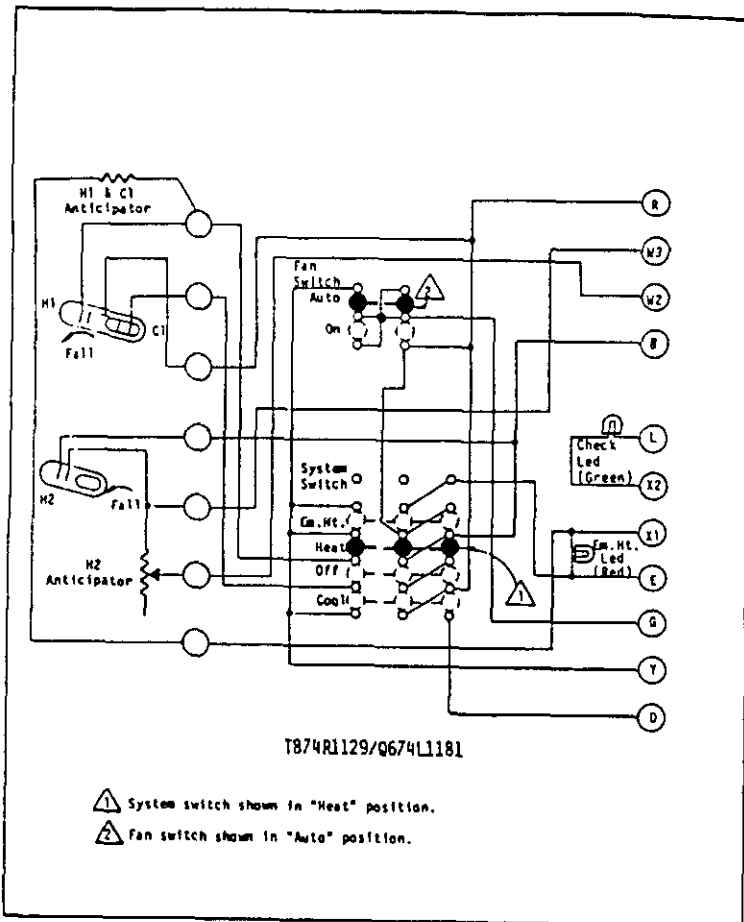 H1 & C1
Anticipator
R
W3
Fan
Switch
Auto
2
W2
H1
C1
On
Fall
B
L
Check
Led
(Green)
System
Switch
X2
H2
Fall
Em.Ht.
X1
Heat
Em.Ht.
Led
(Red)
H2
Anticipator
Off
E
Cool
1
G
Y
O
T874R1129/Q674L1181
1 System switch shown in "Heat" position.
2 Fan switch shown in "Auto" position.